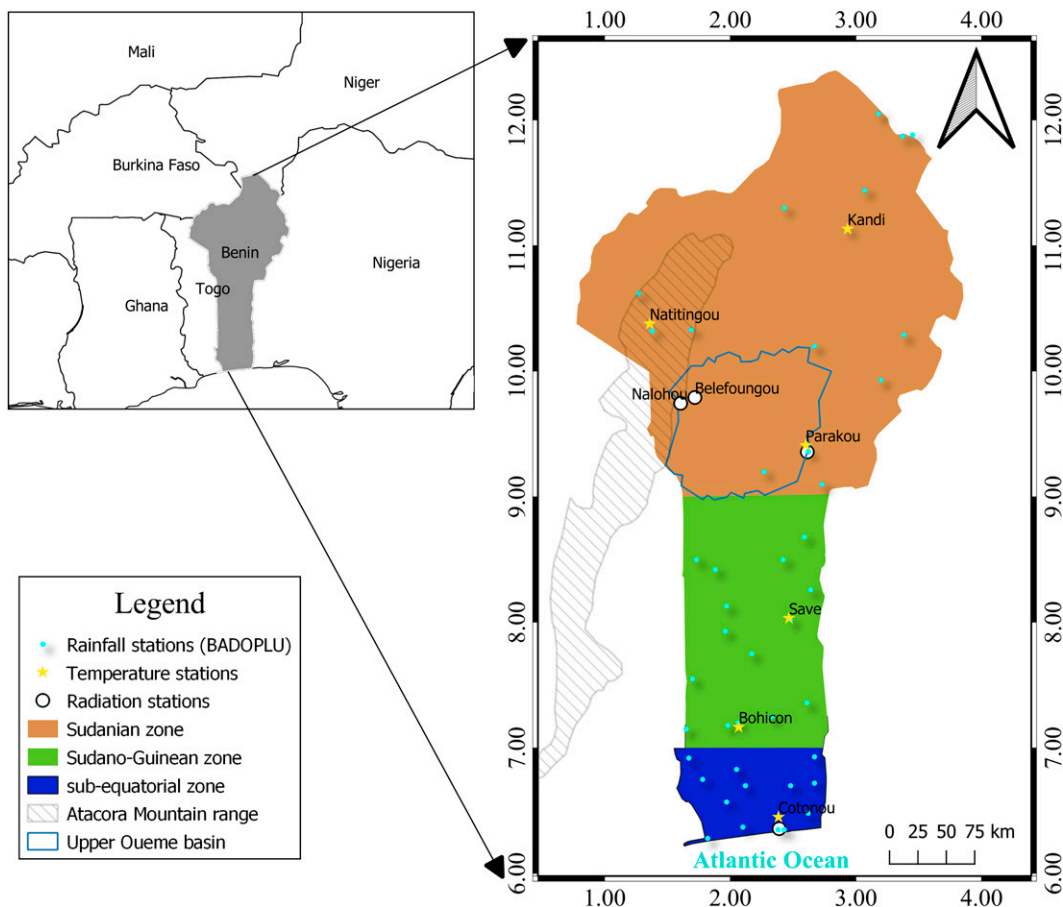 Mali
Niger
Burkina Faso
Benin
Nigeria
Togo
Ghana
1.00 2.00 3.00 4.00
12.00
11.00
10.00
9.00
8.00
7.00
6.00
Kandi
Natitingou
Nalohou
Belefoungou
Parakou
Save
Bohicon
Cotonou
0 25 50 75 km
Atlantic Ocean
12.00
11.00
10.00
9.00
8.00
7.00
6.00
1.00 2.00 3.00 4.00
Legend
Rainfall stations (BADOPLU)
Temperature stations
Radiation stations
Sudanian zone
Sudano-Guinean zone
sub-equatorial zone
Atacora Mountain range
Upper Oueme basin